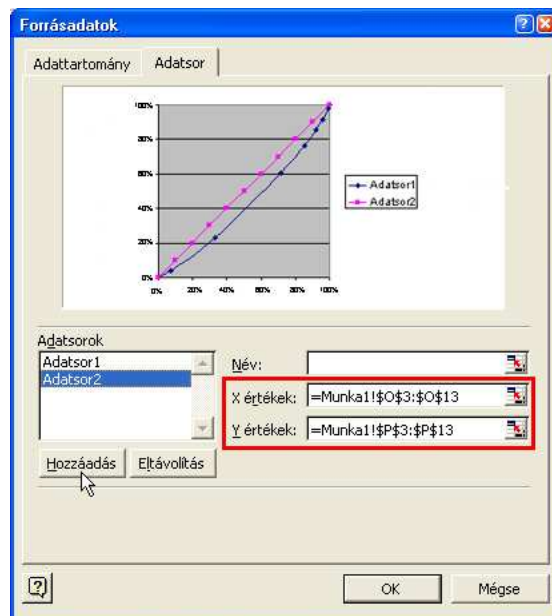 Forrásadatok
Adattartomány
Adatsor
100%
80%
60%
40%
20%
0%
0% 20% 40% 60% 80% 100%
Adatsor1
Adatsor2
Adatsorok
Adatsor1
Adatsor2
Név:
X értékek: =Munka1!$O$3:$O$13
Y értékek: =Munka1!$P$3:$P$13
Hozzáadás Eltávolítás
OK Mégse